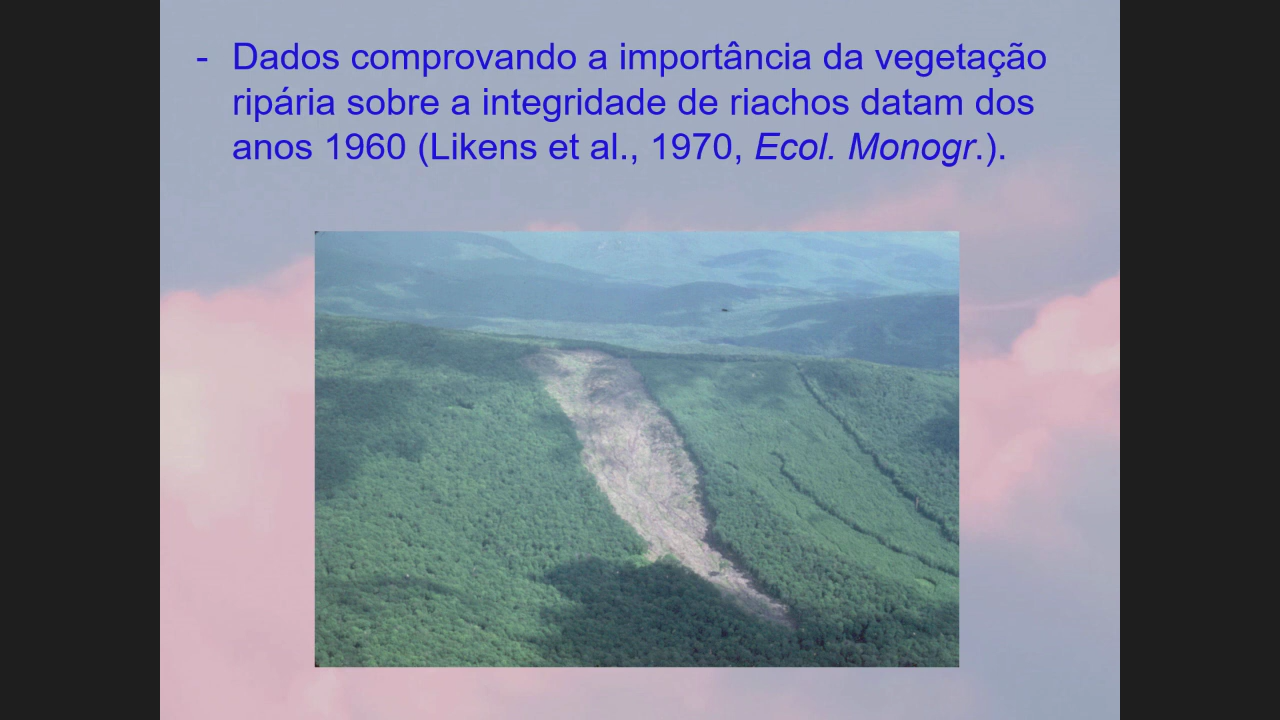 - Dados comprovando a importância da vegetação
ripária sobre a integridade de riachos datam dos
anos 1960 (Likens et al., 1970, Ecol. Monogr.).